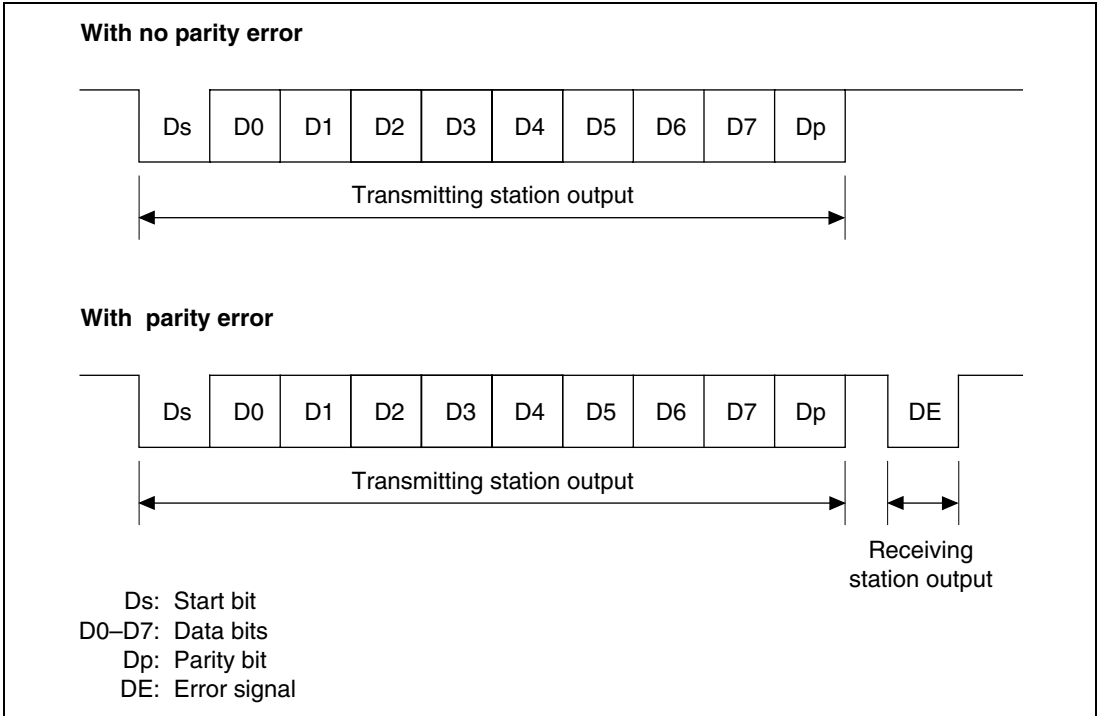 With no parity error
Ds D0 D1 D2 D3 D4 D5 D6 D7 Dp
Transmitting station output
With parity error
Ds D0 D1 D2 D3 D4 D5 D6 D7 Dp DE
Transmitting station output
Receiving
station output
Ds: Start bit
D0–D7: Data bits
Dp: Parity bit
DE: Error signal